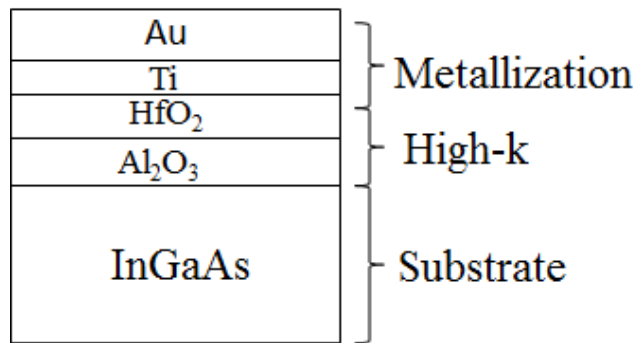 Au
Ti
HfO₂
Al₂O₃
InGaAs
Metallization
High-k
Substrate